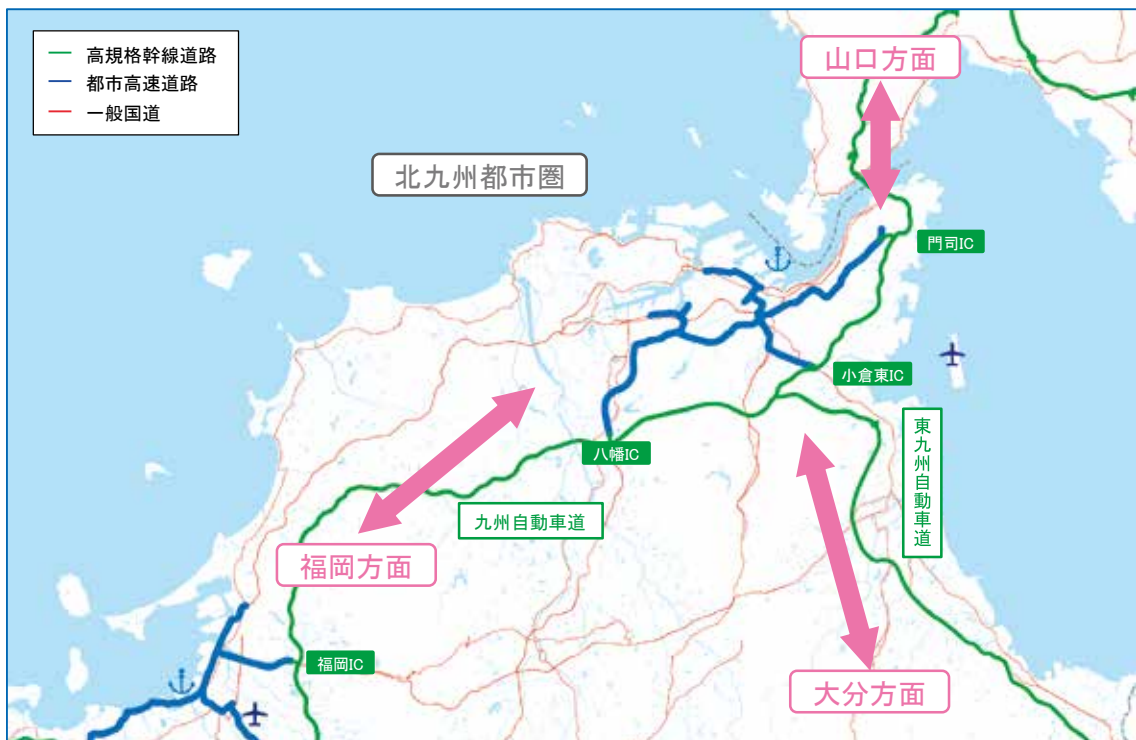 高規格幹線道路
都市高速道路
一般国道
山口方面
北九州都市圏
門司IC
小倉東IC
東九州自動車道
八幡IC
九州自動車道
福岡方面
福岡IC
大分方面